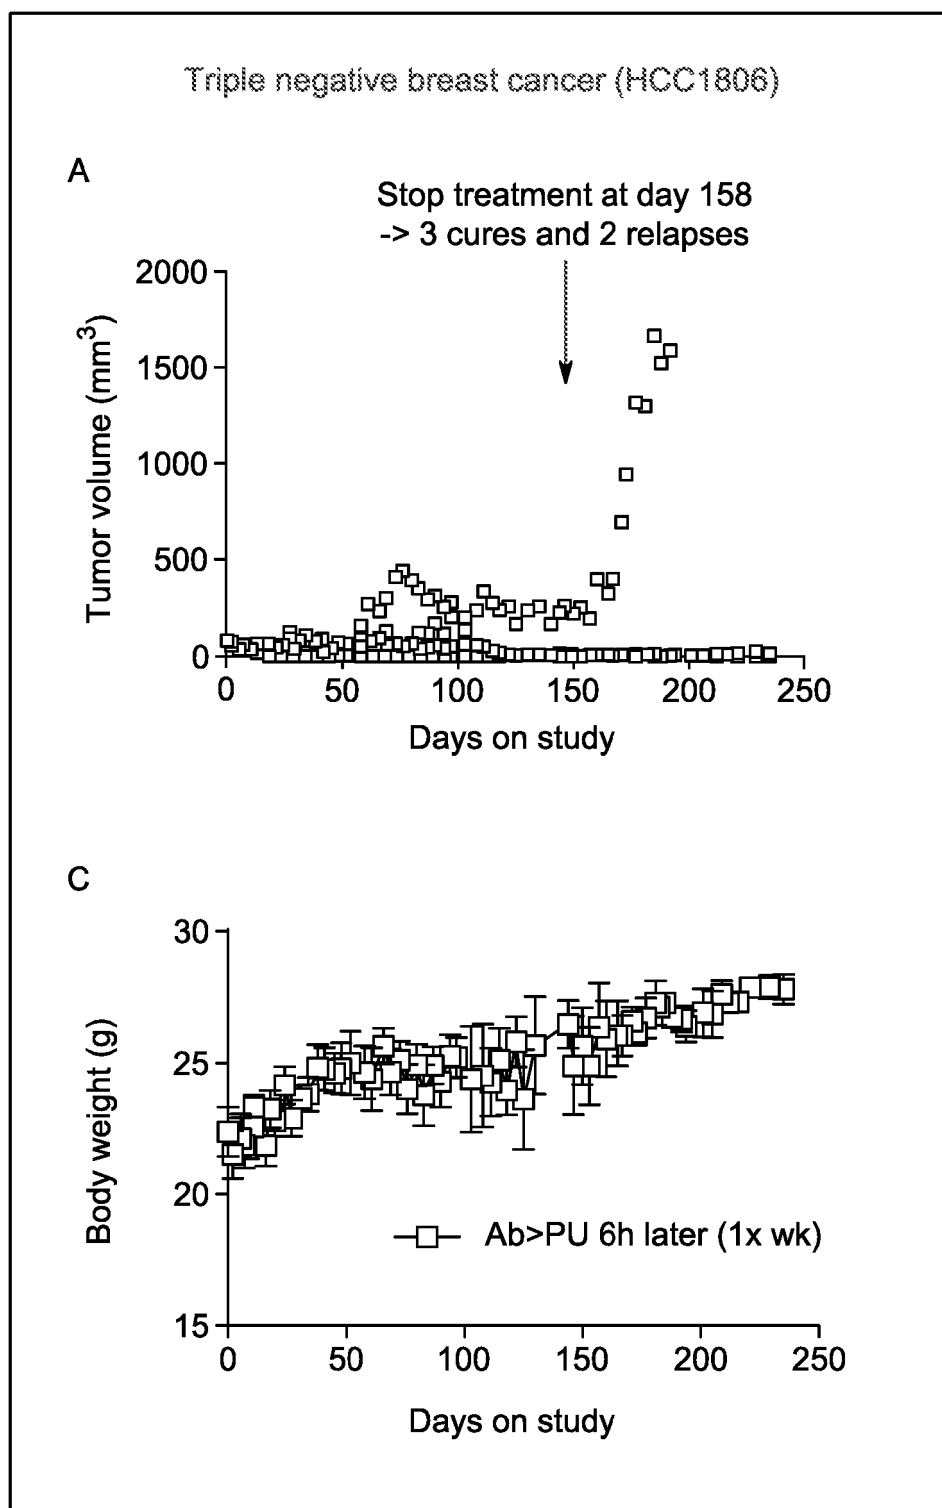 Triple negative breast cancer (HCC1806)
A
Stop treatment at day 158
-> 3 cures and 2 relapses
2000
1500
1000
500
0
Tumor volume (mm³)
0 50 100 150 200 250
Days on study
C
30
25
20
15
Body weight (g)
Ab>PU 6h later (1x wk)
0 50 100 150 200 250
Days on study